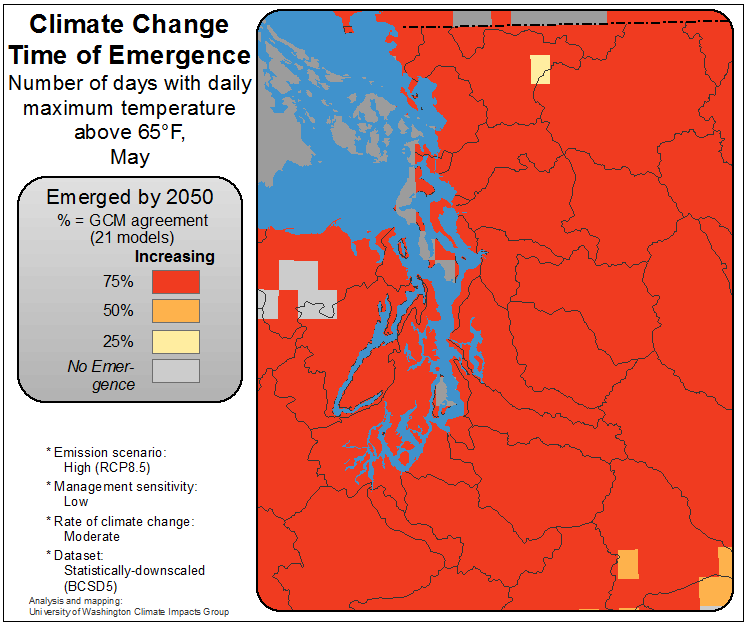 Climate Change
Time of Emergence
Number of days with daily
maximum temperature
above 65°F,
May
Emerged by 2050
% = GCM agreement
(21 models)
Increasing
75%
50%
25%
No Emer-
gence
* Emission scenario:
High (RCP8.5)
* Management sensitivity:
Low
* Rate of climate change:
Moderate
* Dataset:
Statistically-downscaled
(BCSD5)
Analysis and mapping:
University of Washington Climate Impacts Group